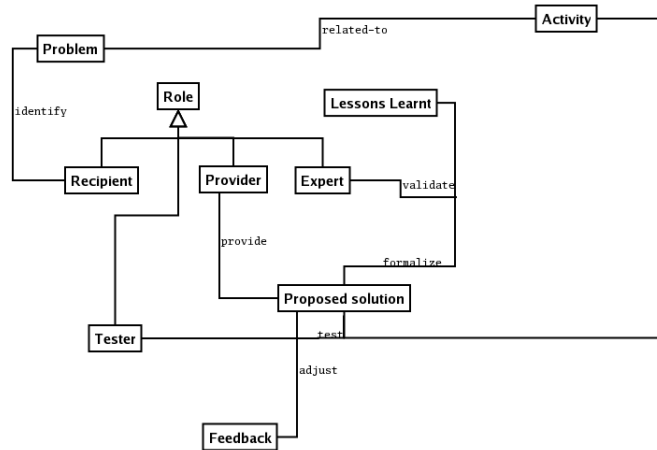 Activity
related-to
Problem
Role
Lessons Learnt
identify
Recipient
Provider
Expert
validate
provide
formalize
Proposed solution
Tester
test
adjust
Feedback